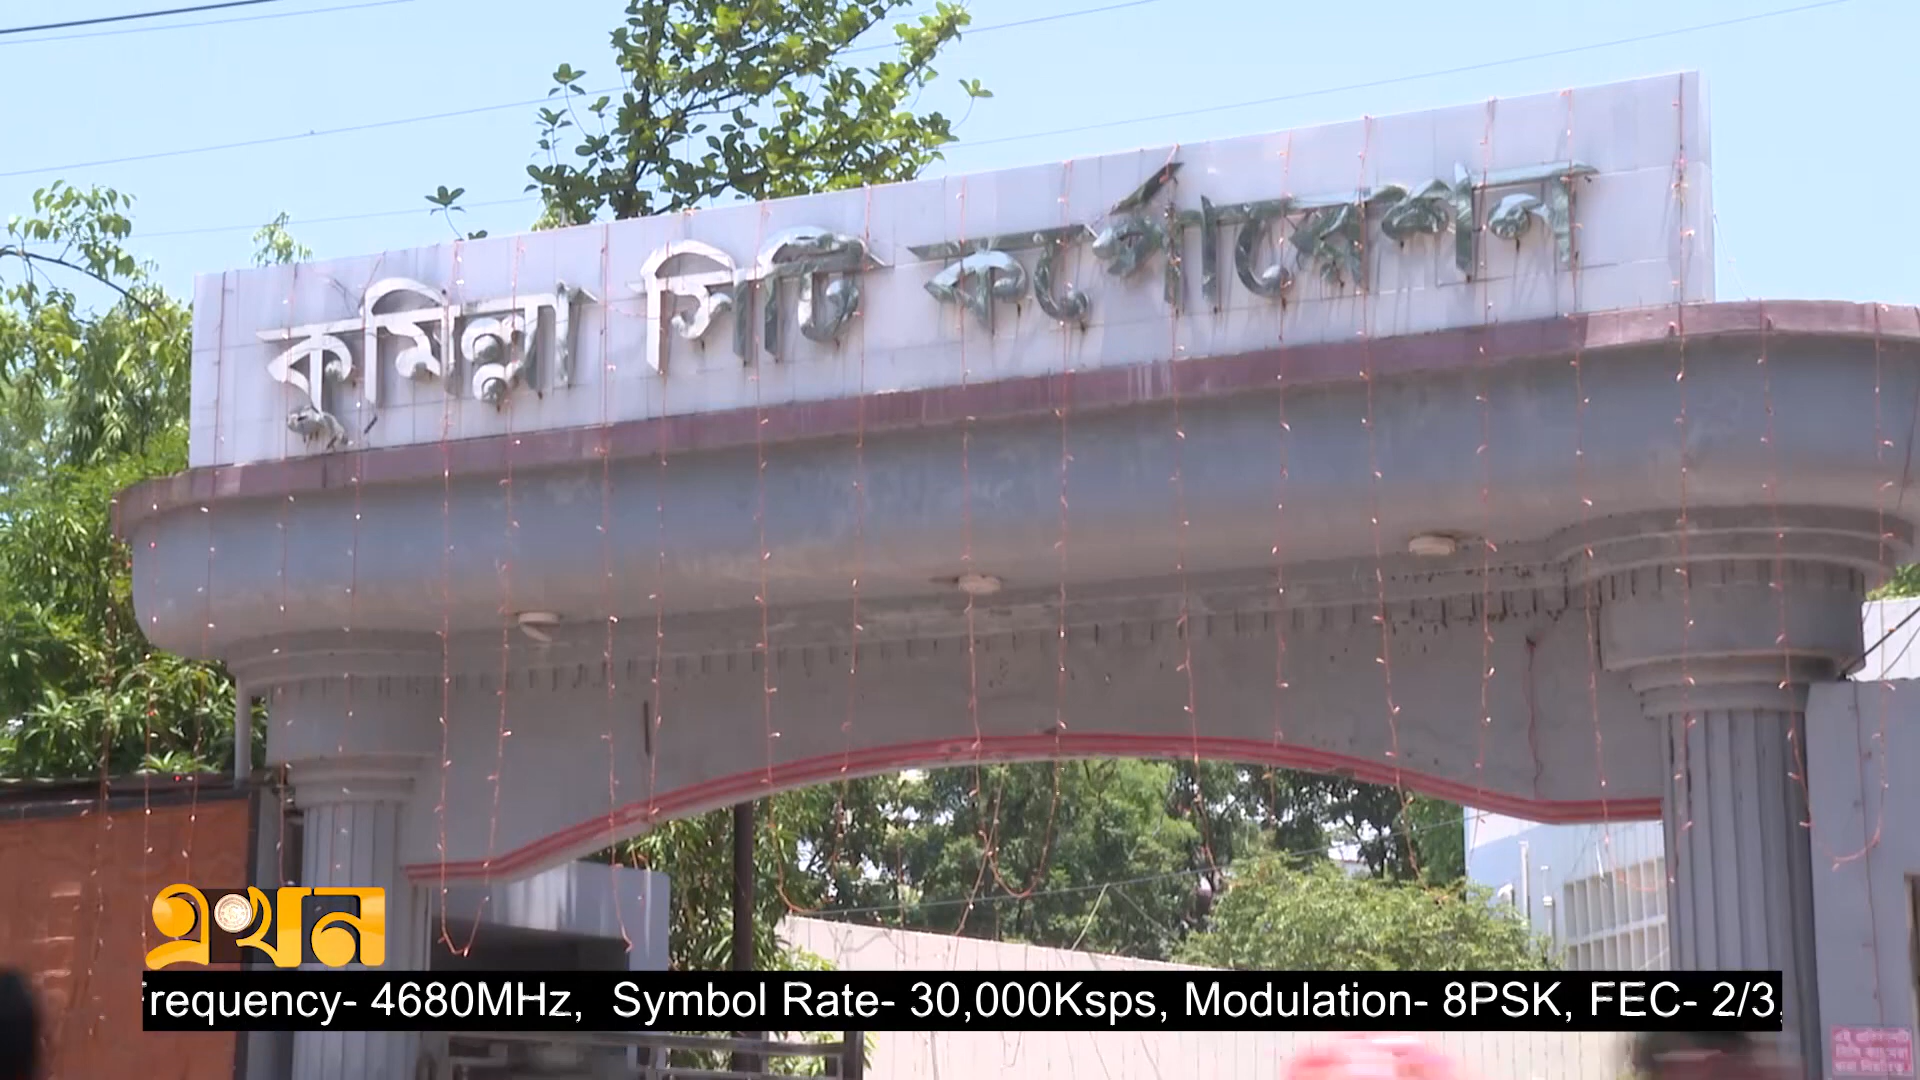 কুমিল্লা সিটি কর্পোরেশন
এখন
Frequency- 4680MHz, Symbol Rate- 30,000Ksps, Modulation- 8PSK, FEC- 2/3,